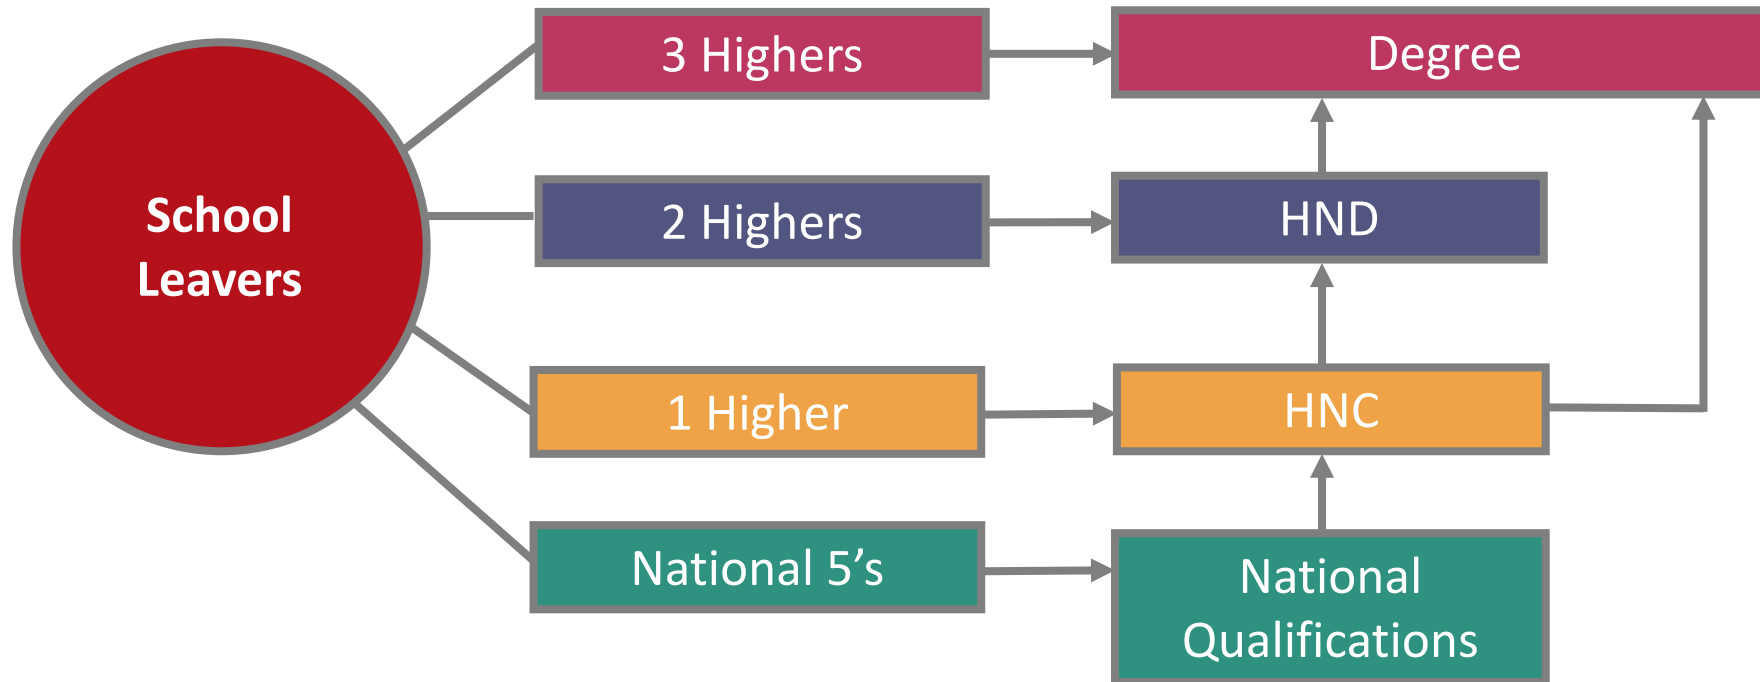 School
Leavers
3 Highers
Degree
2 Highers
HND
1 Higher
HNC
National 5’s
National
Qualifications